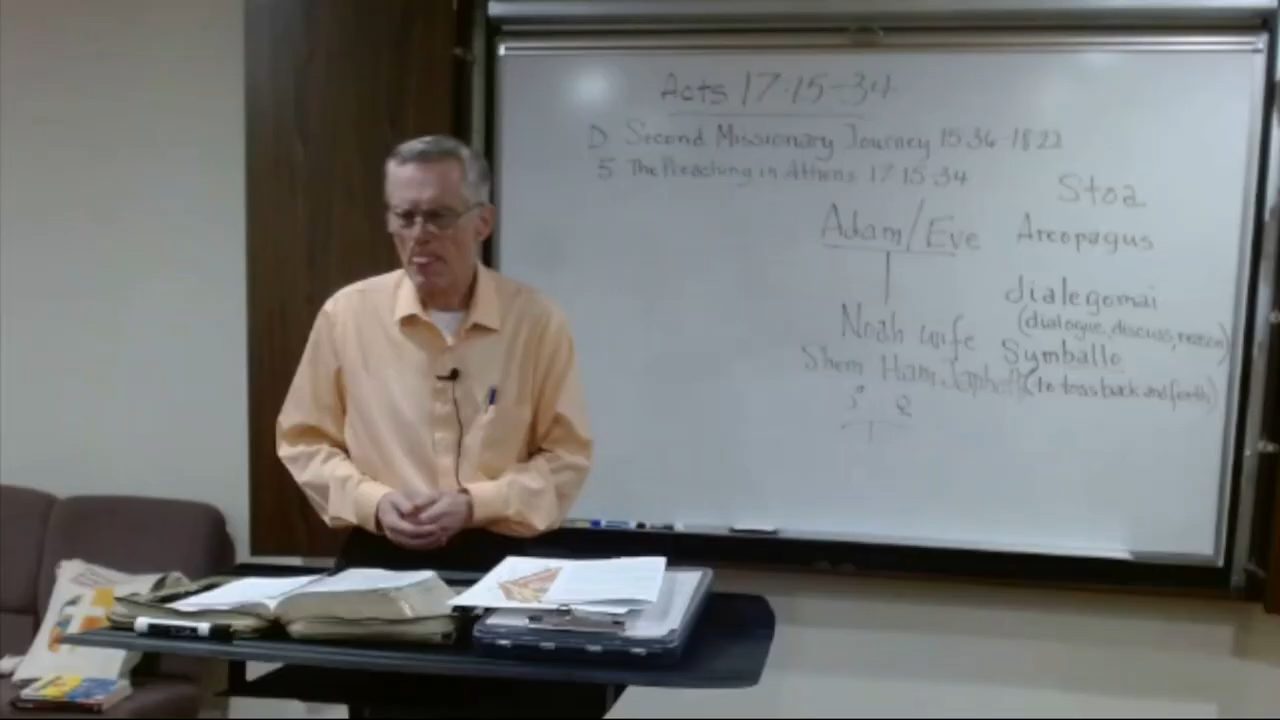 Acts 17:15-34
D Second Missionary Journey 15:36-18:22
5 The Preaching in Athens 17:15-34
Stoa
Adam/Eve
Areopagus
dialegomai
(dialogue, discuss, reason)
Noah wife
Symballo
Shem Ham Japheth
(to toss back and forth)
♂ ♀